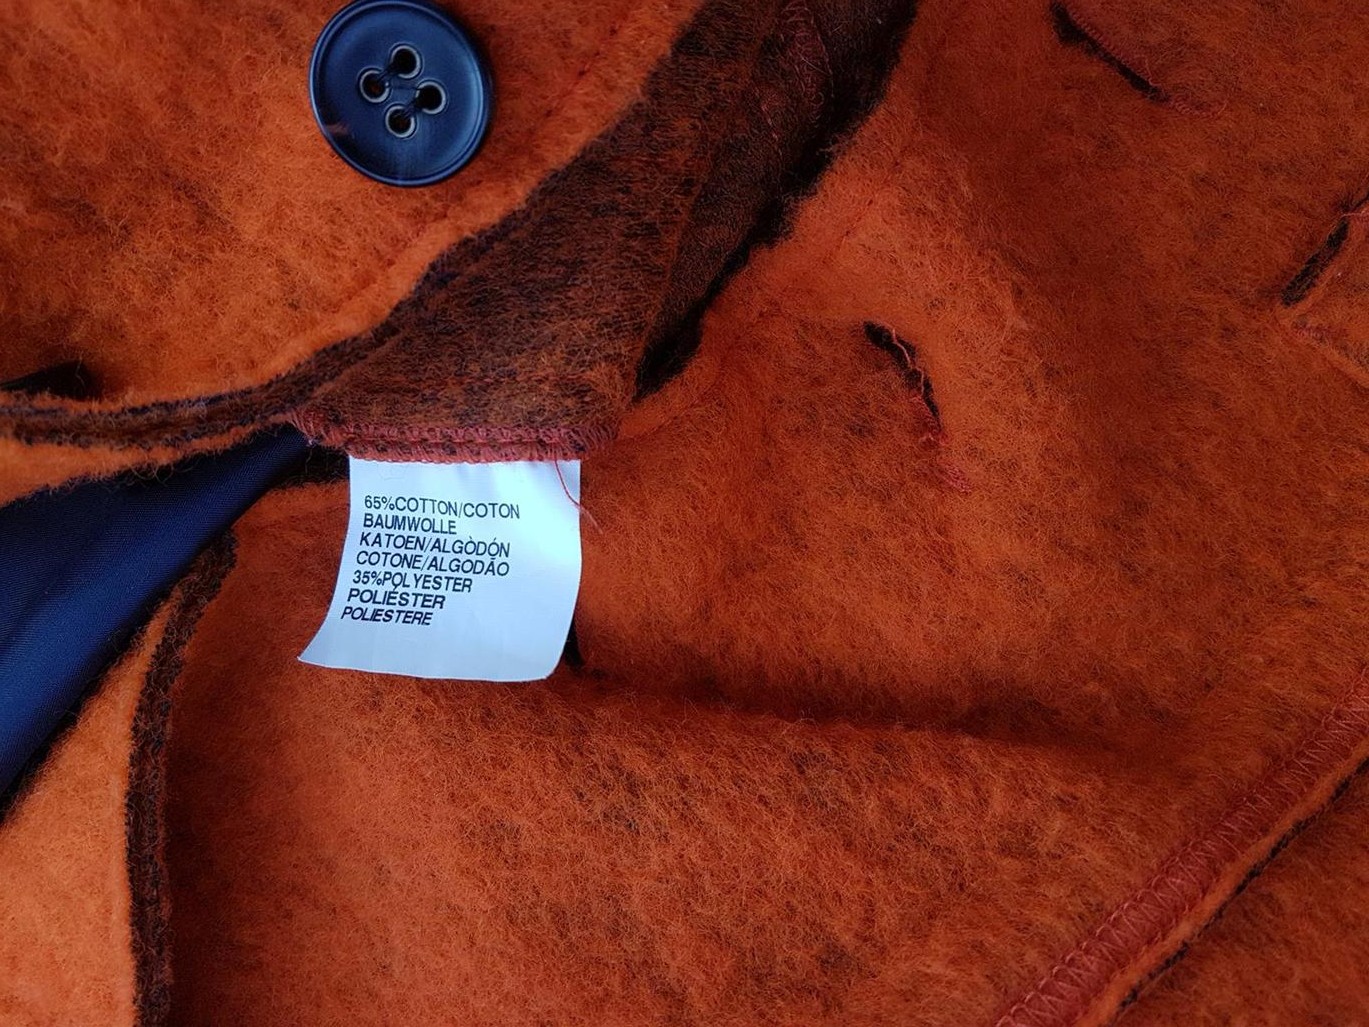 65%COTTON/COTON
BAUMWOLLE
KATOEN/ALGÒDÓN
COTONE/ALGODÃO
35%POLYESTER
POLIÉSTER
POLIESTERE